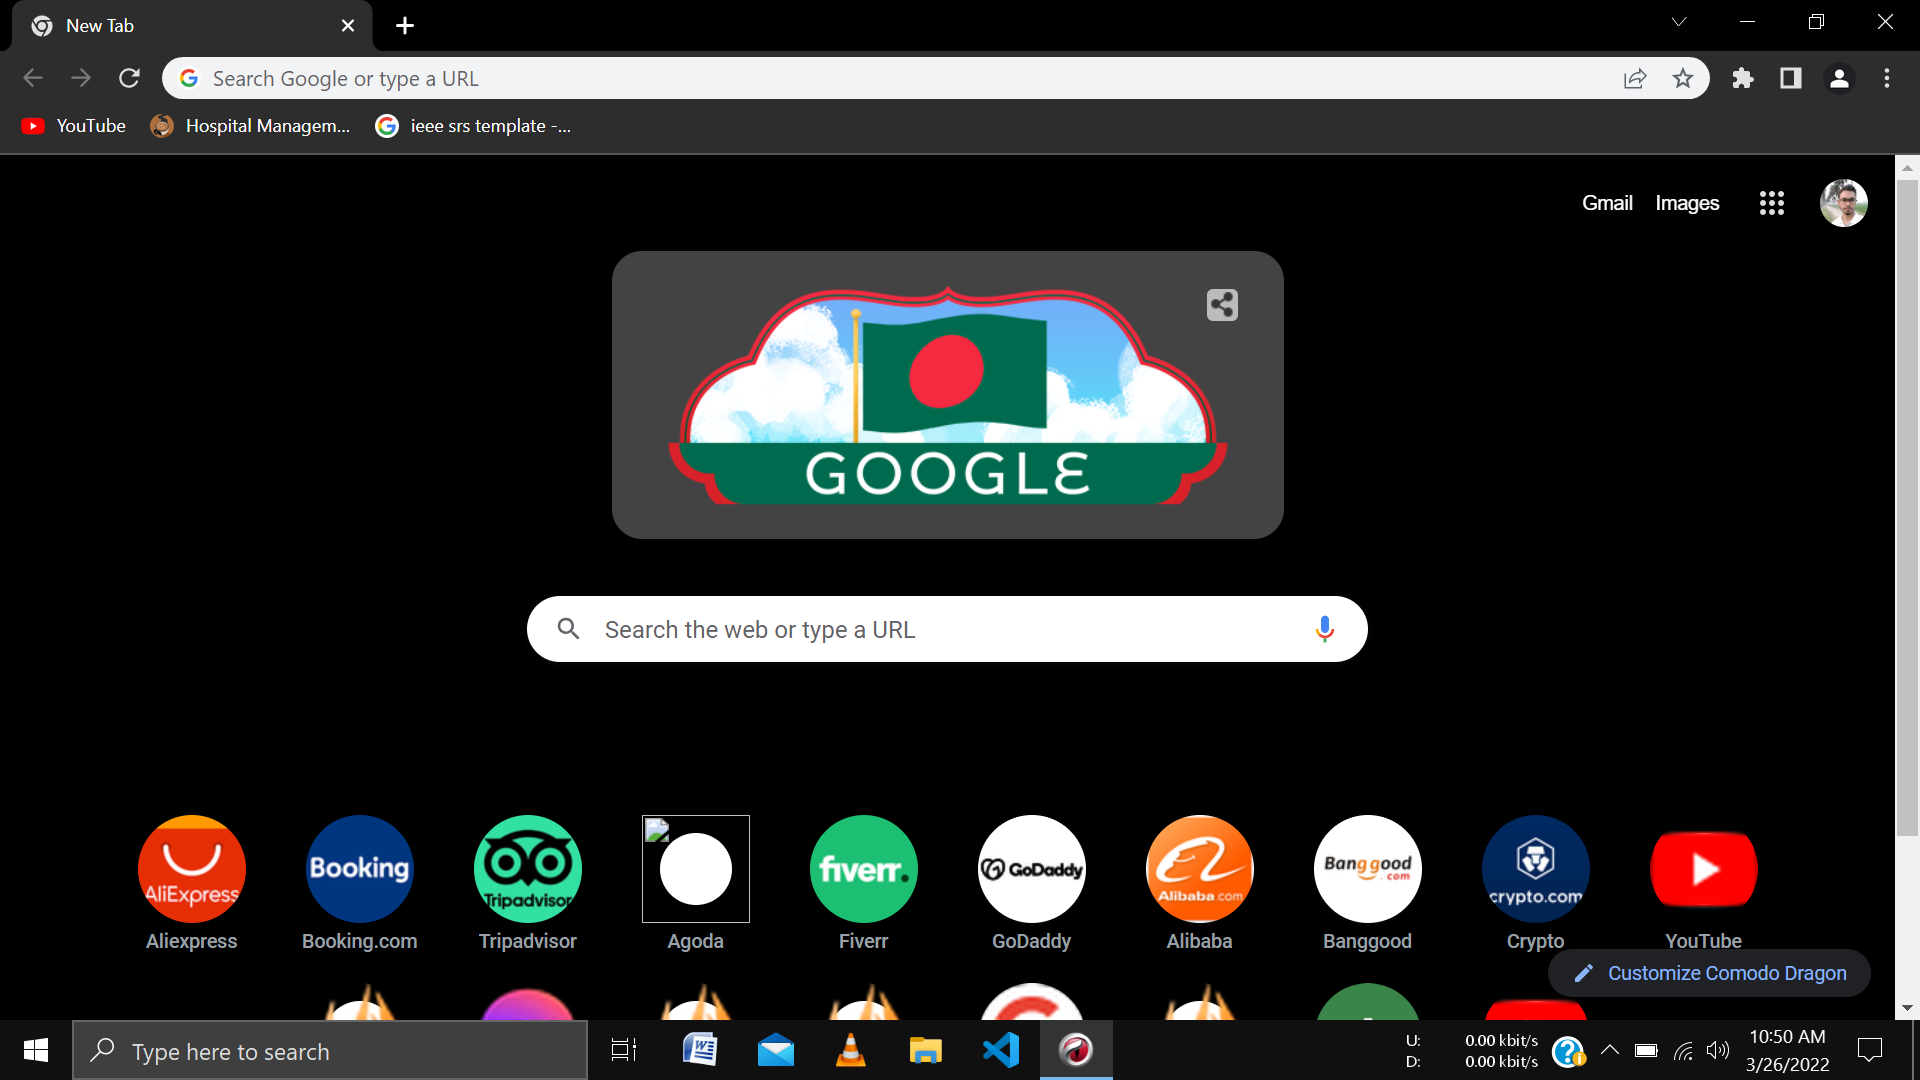 New Tab
Search Google or type a URL
YouTube
Hospital Managem...
ieee srs template -...
Gmail Images
GOOGLE
Search the web or type a URL
AliExpress
Booking
Tripadvisor
fiverr.
GoDaddy
Alibaba.com
Banggood
.com
crypto.com
Aliexpress
Booking.com
Tripadvisor
Agoda
Fiverr
GoDaddy
Alibaba
Banggood
Crypto
YouTube
Customize Comodo Dragon
Type here to search
W
U: 0.00 kbit/s
D: 0.00 kbit/s
10:50 AM
3/26/2022